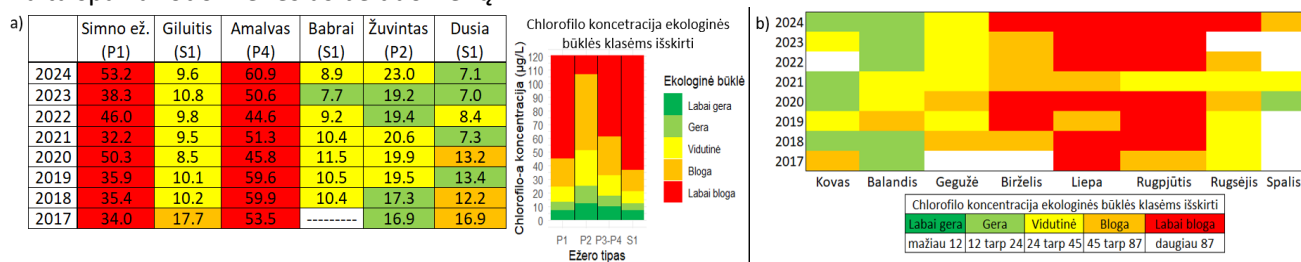 a)
Simno ež. Giluitis Amalvas Babrai Žuvintas Dusia
(P1) (S1) (P4) (S1) (P2) (S1)
2024 53.2 9.6 60.9 8.9 23.0 7.1
2023 38.3 10.8 50.6 7.7 19.2 7.0
2022 46.0 9.8 44.6 9.2 19.4 8.4
2021 32.2 9.5 51.3 10.4 20.6 7.3
2020 50.3 8.5 45.8 11.5 19.9 13.2
2019 35.9 10.1 59.6 10.5 19.5 13.4
2018 35.4 10.2 59.9 10.4 17.3 12.2
2017 34.0 17.7 53.5 --------- 16.9 16.9
Chlorofilo koncetracija ekologinės
būklės klasėms išskirti
Chlorofilo-a koncentracija (µg/L)
120
110
100
90
80
70
60
50
40
30
20
10
0
P1 P2 P3-P4 S1
Ežero tipas
Ekologinė būklė
Labai gera
Gera
Vidutinė
Bloga
Labai bloga
b)
2024
2023
2022
2021
2020
2019
2018
2017
Kovas Balandis Gegužė Birželis Liepa Rugpjūtis Rugsėjis Spalis
Chlorofilo koncentracija ekologinės būklės klasėms išskirti
Labai gera Gera Vidutinė Bloga Labai bloga
mažiau 12 12 tarp 24 24 tarp 45 45 tarp 87 daugiau 87